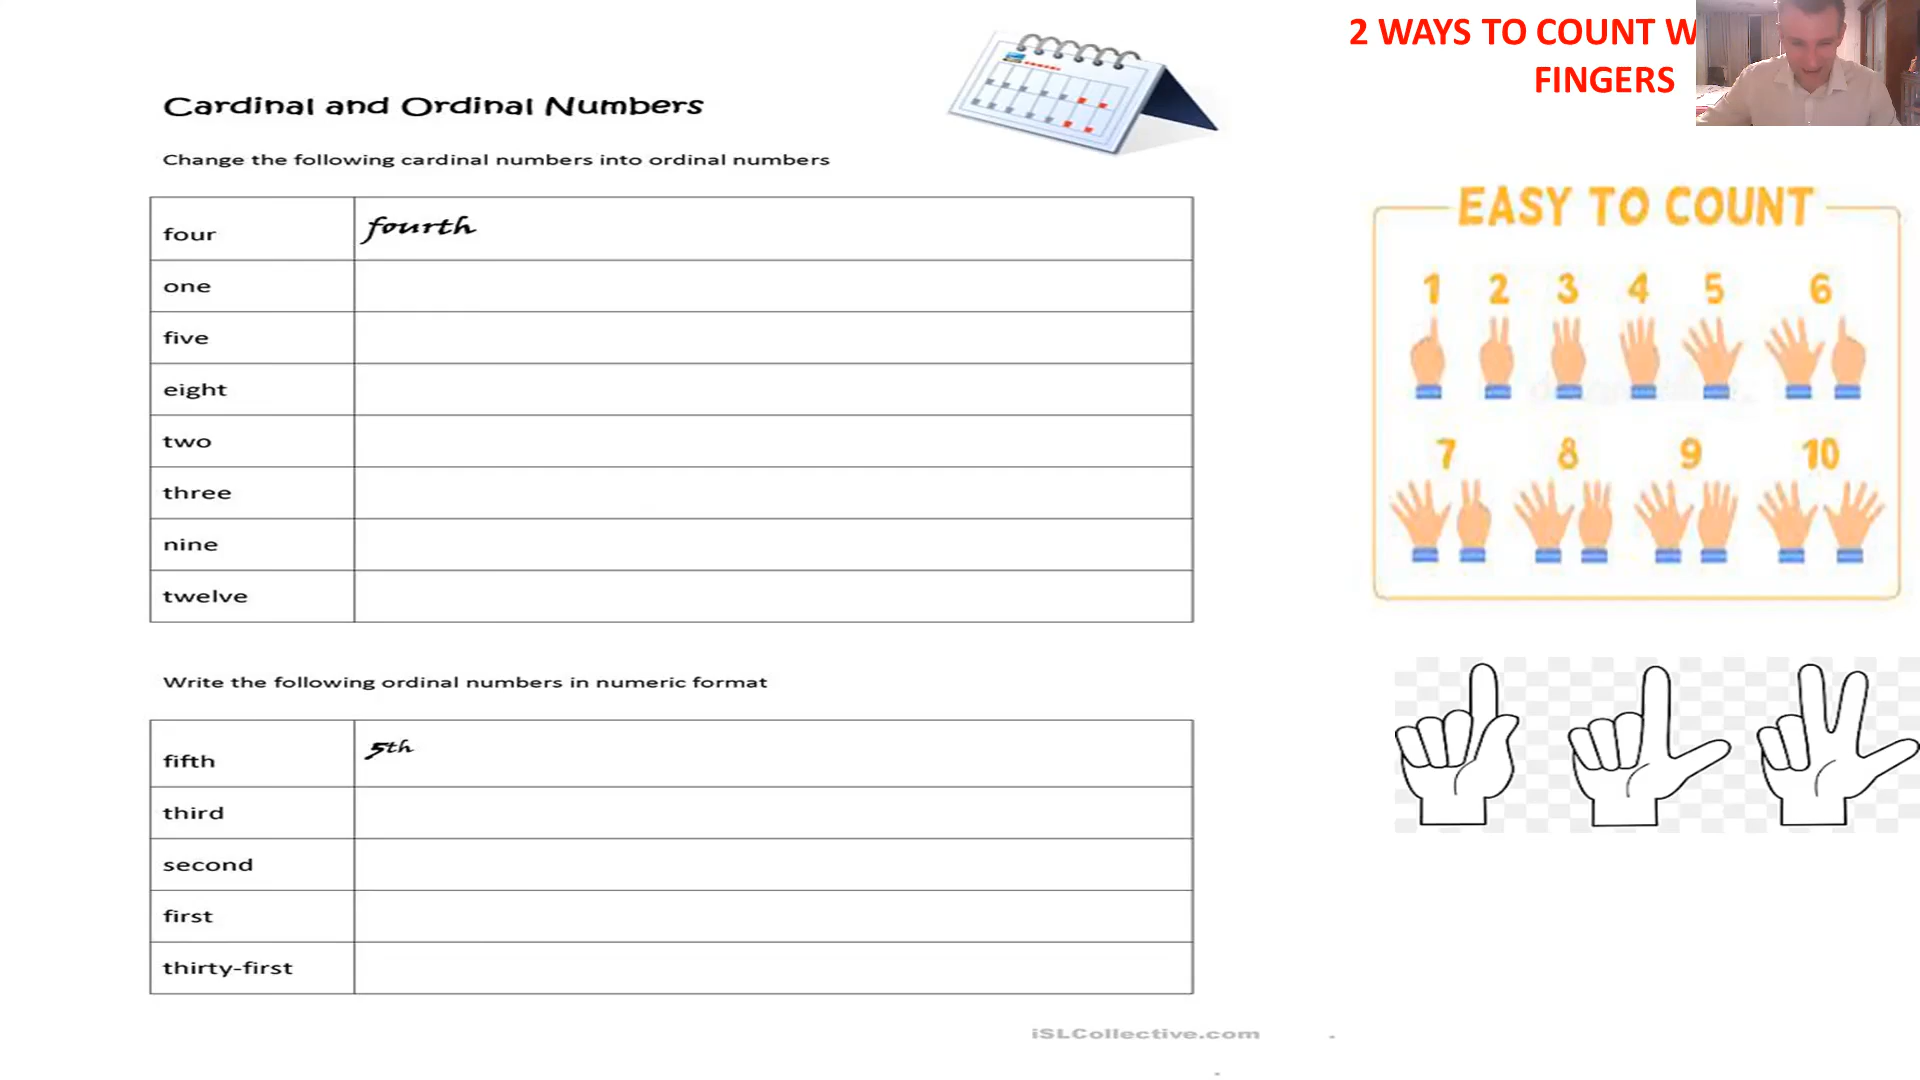 2 WAYS TO COUNT W
FINGERS
Cardinal and Ordinal Numbers
Change the following cardinal numbers into ordinal numbers
four fourth
one
five
eight
two
three
nine
twelve
Write the following ordinal numbers in numeric format
fifth 5th
third
second
first
thirty-first
iSLCollective.com
EASY TO COUNT
1 2 3 4 5 6
7 8 9 10